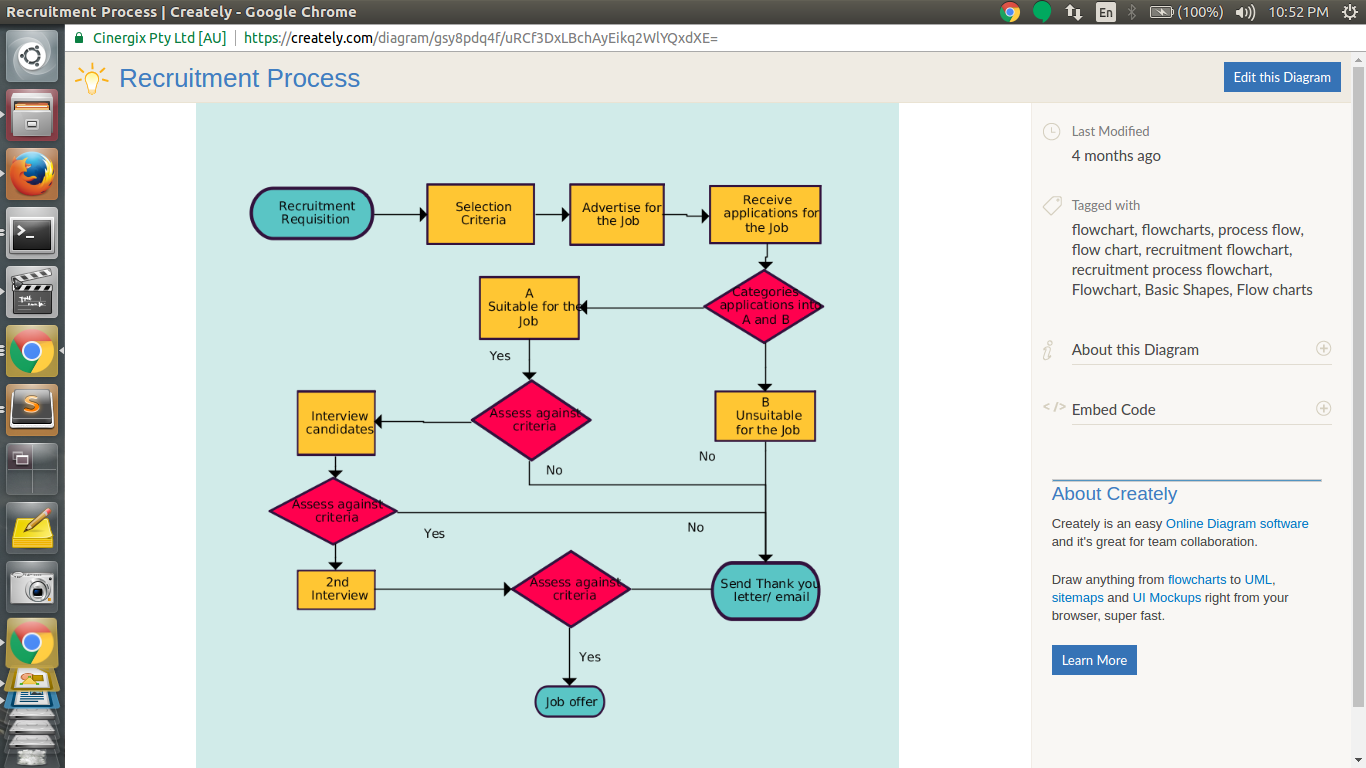 Recruitment Process | Creately - Google Chrome
En
(100%)
10:52 PM
Cinergix Pty Ltd [AU]
https://creately.com/diagram/gsy8pdq4f/uRCf3DxLBchAyEikq2WlYQxdXE=
Recruitment Process
Edit this Diagram
Recruitment
Requisition
Selection
Criteria
Advertise for
the Job
Receive
applications for
the Job
A
Suitable for the
Job
Categories
applications into
A and B
Yes
Interview
candidates
Assess against
criteria
B
Unsuitable
for the Job
No
No
Assess against
criteria
Yes
No
2nd
Interview
Assess against
criteria
Send Thank you
letter/ email
Yes
Job offer
Last Modified
4 months ago
Tagged with
flowchart, flowcharts, process flow,
flow chart, recruitment flowchart,
recruitment process flowchart,
Flowchart, Basic Shapes, Flow charts
About this Diagram
</> Embed Code
About Creately
Creately is an easy Online Diagram software
and it's great for team collaboration.
Draw anything from flowcharts to UML,
sitemaps and UI Mockups right from your
browser, super fast.
Learn More